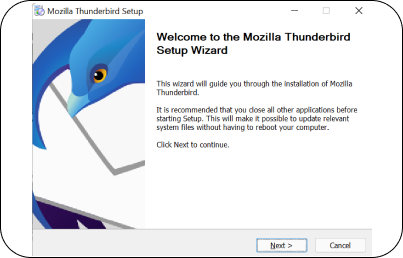 Mozilla Thunderbird Setup
Welcome to the Mozilla Thunderbird
Setup Wizard
This wizard will guide you through the installation of Mozilla
Thunderbird.
It is recommended that you close all other applications before
starting Setup. This will make it possible to update relevant
system files without having to reboot your computer.
Click Next to continue.
Next >
Cancel